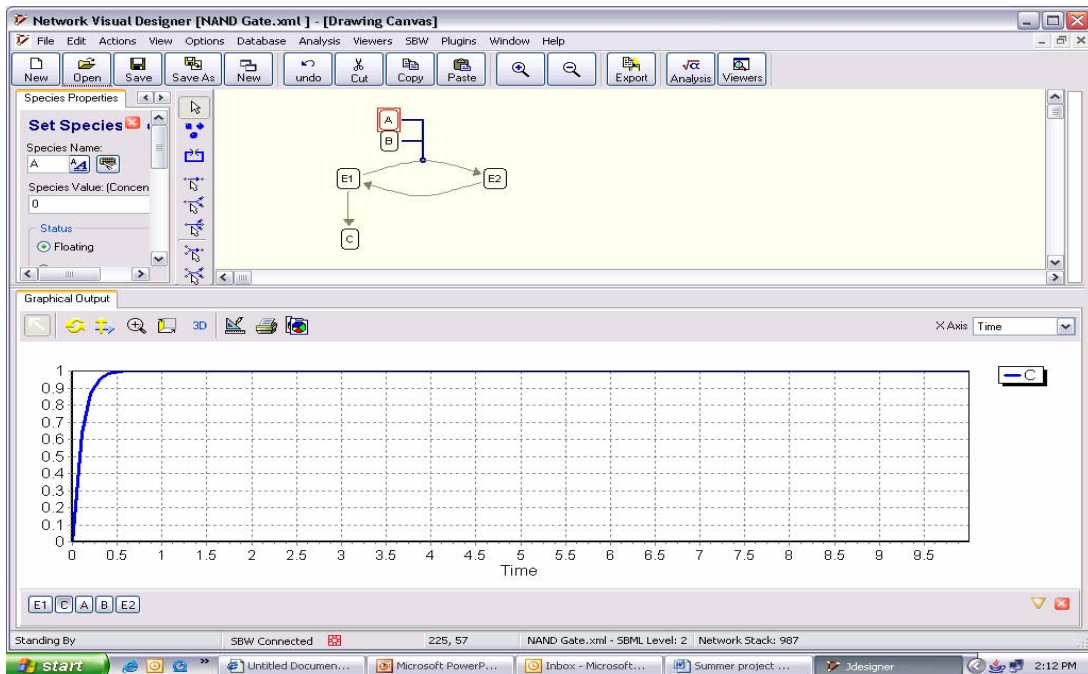 Network Visual Designer [NAND Gate.xml ] - [Drawing Canvas]
File Edit Actions View Options Database Analysis Viewers SBW Plugins Window Help
New Open Save Save As New undo Cut Copy Paste Export Analysis Viewers
Species Properties
Set Species
Species Name:
A
Species Value: (Concen
0
Status
Floating
A
B
E1 E2
C
Graphical Output
3D
X Axis Time
C
1
0.9
0.8
0.7
0.6
0.5
0.4
0.3
0.2
0.1
0
0 0.5 1 1.5 2 2.5 3 3.5 4 4.5 5 5.5 6 6.5 7 7.5 8 8.5 9 9.5
Time
E1 C A B E2
Standing By SBW Connected 225, 57 NAND Gate.xml - SBML Level: 2 Network Stack: 987
start Untitled Documen... Microsoft PowerP... Inbox - Microsoft... Summer project ... Jdesigner 2:12 PM